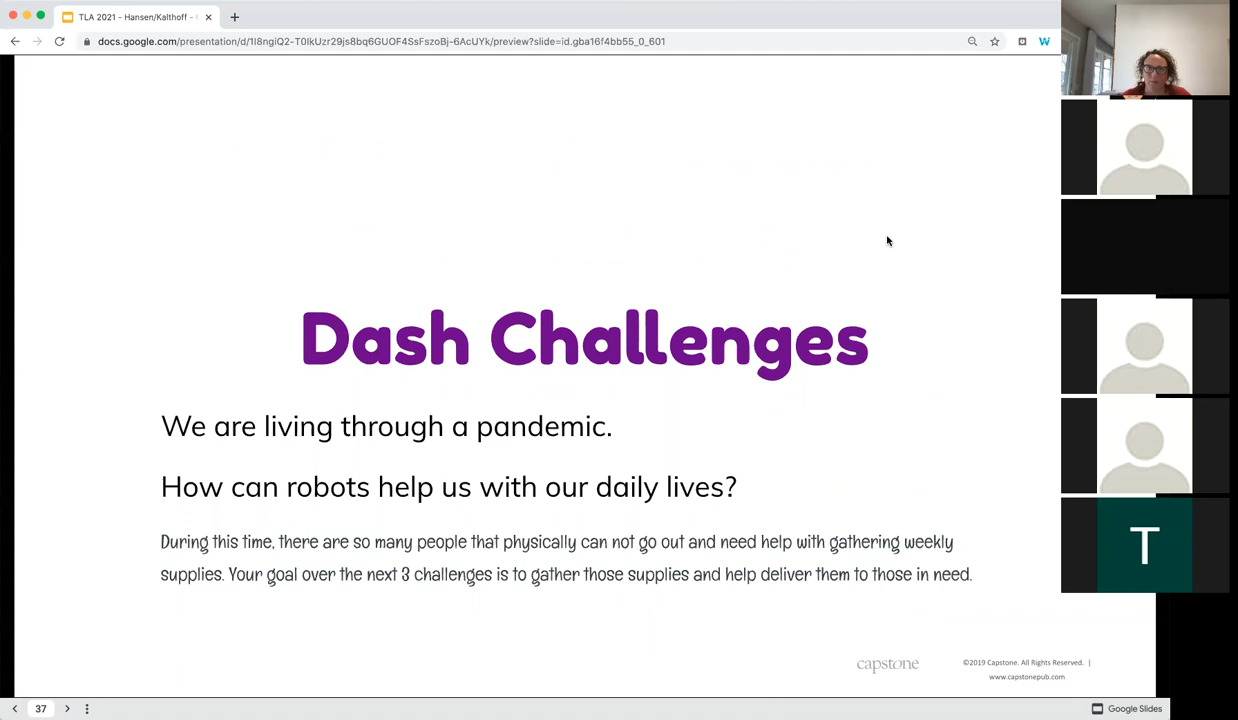 TLA 2021 - Hansen/Kalthoff -
docs.google.com/presentation/d/1I8ngiQ2-T0IkUzr29js8bq6GUOF4SsFszoBj-6AcUYk/preview?slide=id.gba16f4bb55_0_601
W
Dash Challenges
We are living through a pandemic.
How can robots help us with our daily lives?
During this time, there are so many people that physically can not go out and need help with gathering weekly
supplies. Your goal over the next 3 challenges is to gather those supplies and help deliver them to those in need.
T
capstone
©2019 Capstone. All Rights Reserved. |
www.capstonepub.com
37
Google Slides